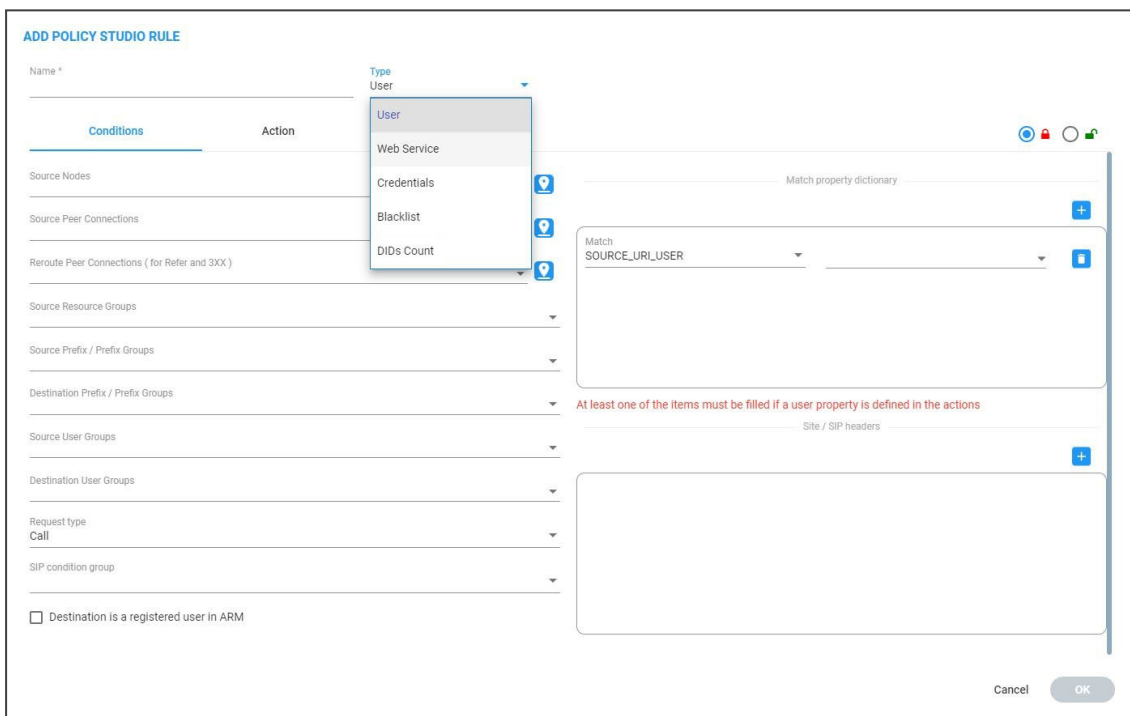 ADD POLICY STUDIO RULE
Name *
Type
User
User
Web Service
Credentials
Blacklist
DIDs Count
Conditions
Action
Source Nodes
Source Peer Connections
Reroute Peer Connections ( for Refer and 3XX )
Source Resource Groups
Source Prefix / Prefix Groups
Destination Prefix / Prefix Groups
Source User Groups
Destination User Groups
Request type
Call
SIP condition group
Destination is a registered user in ARM
Match property dictionary
Match
SOURCE_URI_USER
At least one of the items must be filled if a user property is defined in the actions
Site / SIP headers
Cancel
OK